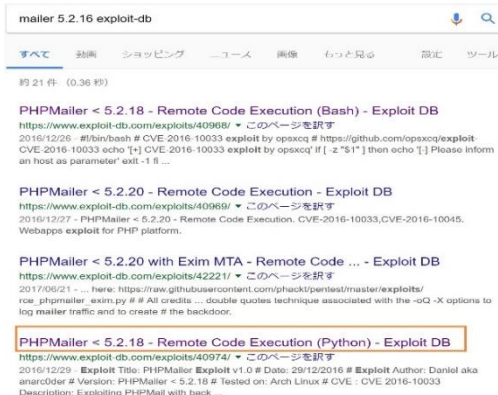 mailer 5.2.16 exploit-db
すべて 動画 ショッピング ニュース 画像 もっと見る 設定 ツール
約 21 件 (0.36 秒)
PHPMailer < 5.2.18 - Remote Code Execution (Bash) - Exploit DB
https://www.exploit-db.com/exploits/40968/ ▼ このページを訳す
2016/12/26 - #!/bin/bash # CVE-2016-10033 exploit by opsxcq # https://github.com/opsxcq/exploit-
CVE-2016-10033 echo '[+] CVE-2016-10033 exploit by opsxcq' if [ -z "$1" ] then echo '[-] Please inform
an host as parameter' exit -1 fi ...
PHPMailer < 5.2.20 - Remote Code Execution - Exploit DB
https://www.exploit-db.com/exploits/40969/ ▼ このページを訳す
2016/12/27 - PHPMailer < 5.2.20 - Remote Code Execution. CVE-2016-10033,CVE-2016-10045.
Webapps exploit for PHP platform.
PHPMailer < 5.2.20 with Exim MTA - Remote Code ... - Exploit DB
https://www.exploit-db.com/exploits/42221/ ▼ このページを訳す
2017/06/21 - ... here: https://raw.githubusercontent.com/phackt/pentest/master/exploits/
rce_phpmailer_exim.py # # All credits ... double quotes technique associated with the -oQ -X options to
log mailer traffic and to create # the backdoor.
PHPMailer < 5.2.18 - Remote Code Execution (Python) - Exploit DB
https://www.exploit-db.com/exploits/40974/ ▼ このページを訳す
2016/12/29 - Exploit Title: PHPMailer Exploit v1.0 # Date: 29/12/2016 # Exploit Author: Daniel aka
anarc0der # Version: PHPMailer < 5.2.18 # Tested on: Arch Linux # CVE : CVE 2016-10033
Description: Exploiting PHPMail with back ...